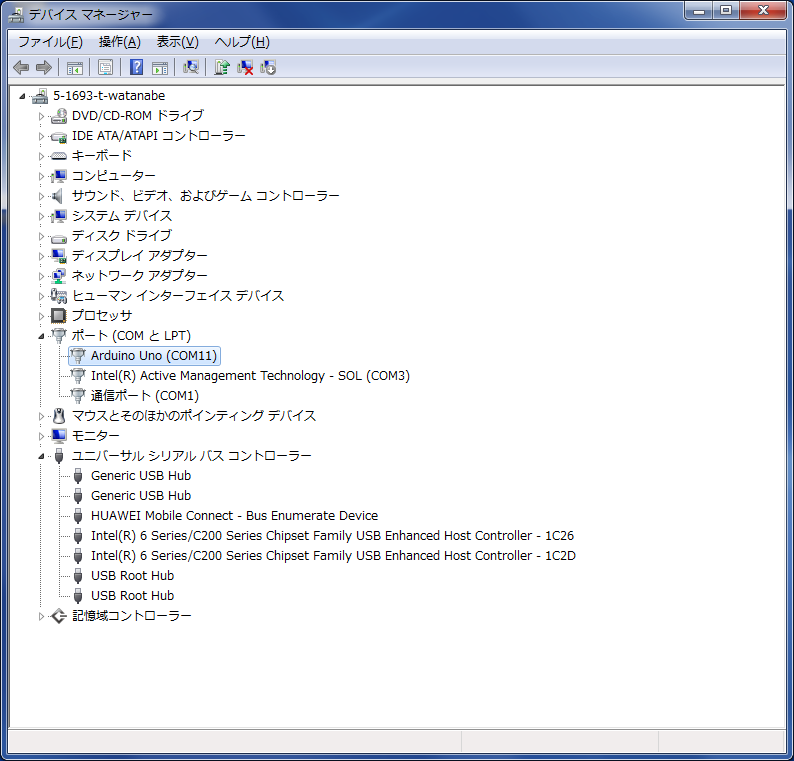 デバイス マネージャー
ファイル(F) 操作(A) 表示(V) ヘルプ(H)
5-1693-t-watanabe
DVD/CD-ROM ドライブ
IDE ATA/ATAPI コントローラー
キーボード
コンピューター
サウンド、ビデオ、およびゲーム コントローラー
システム デバイス
ディスク ドライブ
ディスプレイ アダプター
ネットワーク アダプター
ヒューマン インターフェイス デバイス
プロセッサ
ポート (COM と LPT)
Arduino Uno (COM11)
Intel(R) Active Management Technology - SOL (COM3)
通信ポート (COM1)
マウスとそのほかのポインティング デバイス
モニター
ユニバーサル シリアル バス コントローラー
Generic USB Hub
Generic USB Hub
HUAWEI Mobile Connect - Bus Enumerate Device
Intel(R) 6 Series/C200 Series Chipset Family USB Enhanced Host Controller - 1C26
Intel(R) 6 Series/C200 Series Chipset Family USB Enhanced Host Controller - 1C2D
USB Root Hub
USB Root Hub
記憶域コントローラー